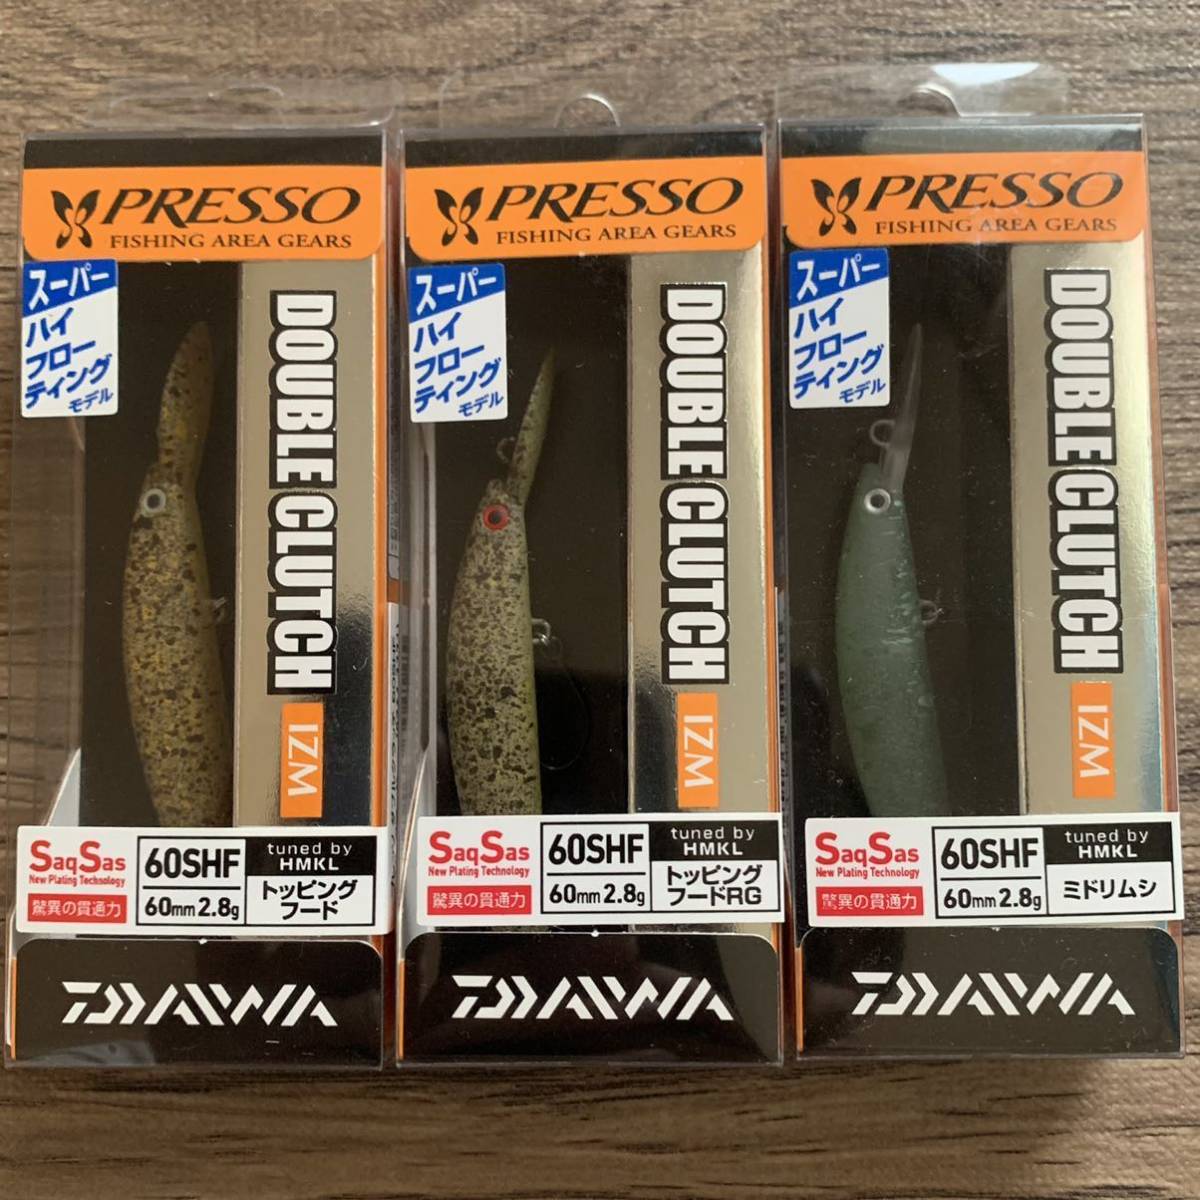 PRESSO
FISHING AREA GEARS
スーパー
ハイ
フロー
ティング
モデル
DOUBLE CLUTCH
IZM
SaqSas
New Plating Technology
驚異の貫通力
60SHF
60mm 2.8g
tuned by
HMKL
トッピング
フード
DAIWA
PRESSO
FISHING AREA GEARS
スーパー
ハイ
フロー
ティング
モデル
DOUBLE CLUTCH
IZM
SaqSas
New Plating Technology
驚異の貫通力
60SHF
60mm 2.8g
tuned by
HMKL
トッピング
フードRG
DAIWA
PRESSO
FISHING AREA GEARS
スーパー
ハイ
フロー
ティング
モデル
DOUBLE CLUTCH
IZM
SaqSas
New Plating Technology
驚異の貫通力
60SHF
60mm 2.8g
tuned by
HMKL
ミドリムシ
DAIWA